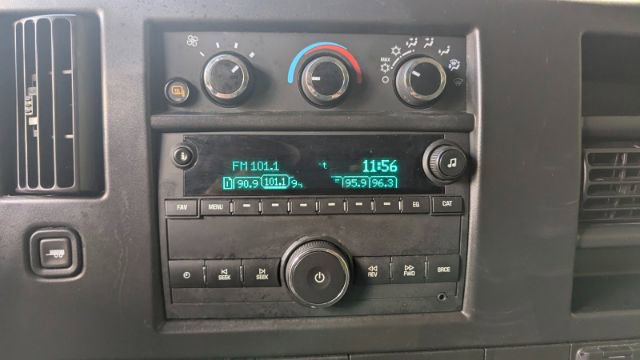 MAX
FM 101.1 t 11:56
1 90.9 101.1 95.9 96.3
FAV MENU EQ CAT
SEEK SEEK REV FWD